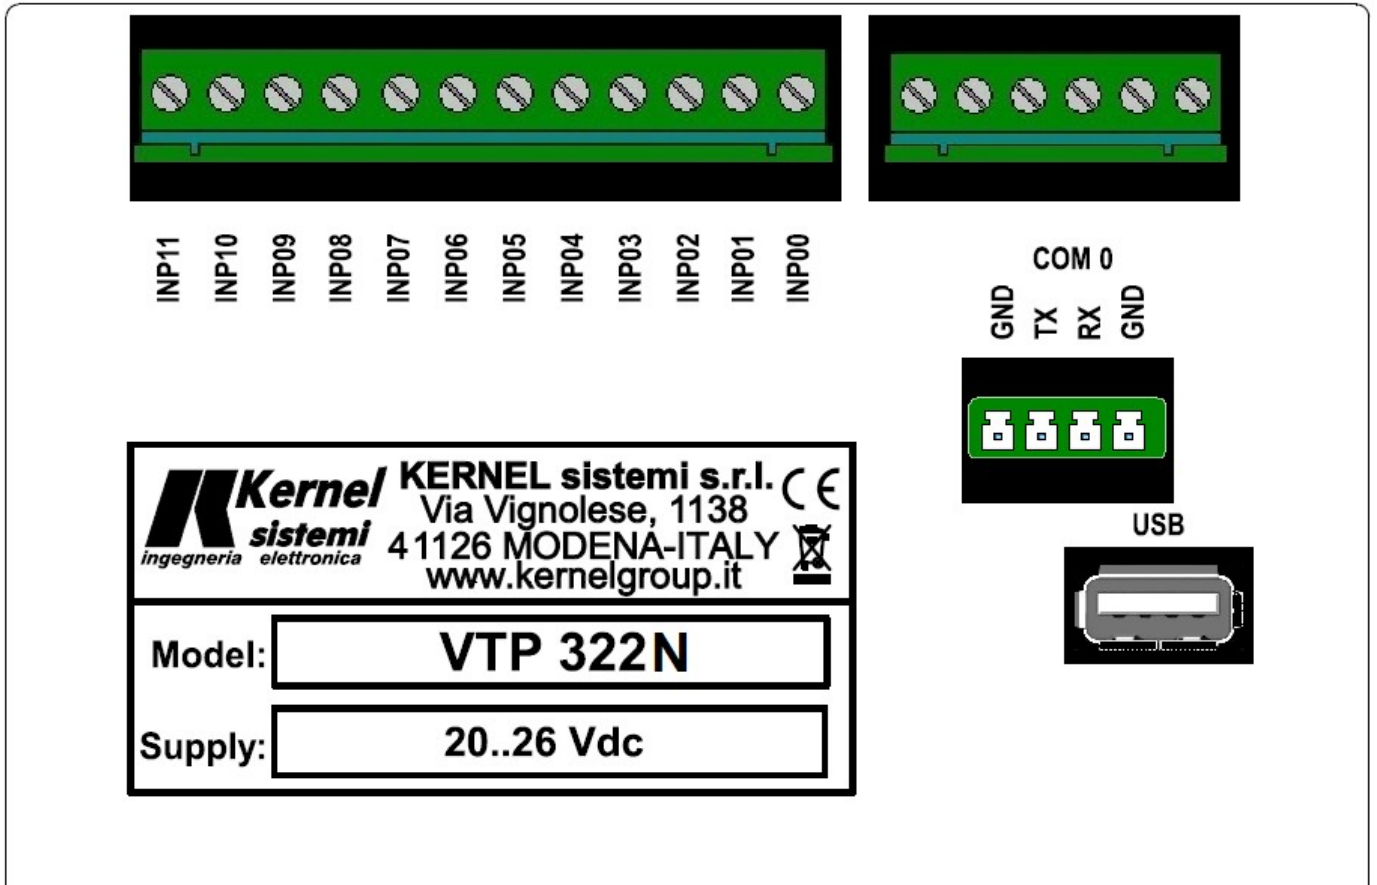 INP11 INP10 INP09 INP08 INP07 INP06 INP05 INP04 INP03 INP02 INP01 INP00
COM 0
GND TX RX GND
USB
Kernel
sistemi
ingegneria elettronica
KERNEL sistemi s.r.l. CE
Via Vignolese, 1138
41126 MODENA-ITALY
www.kernelgroup.it
Model: VTP 322N
Supply: 20..26 Vdc